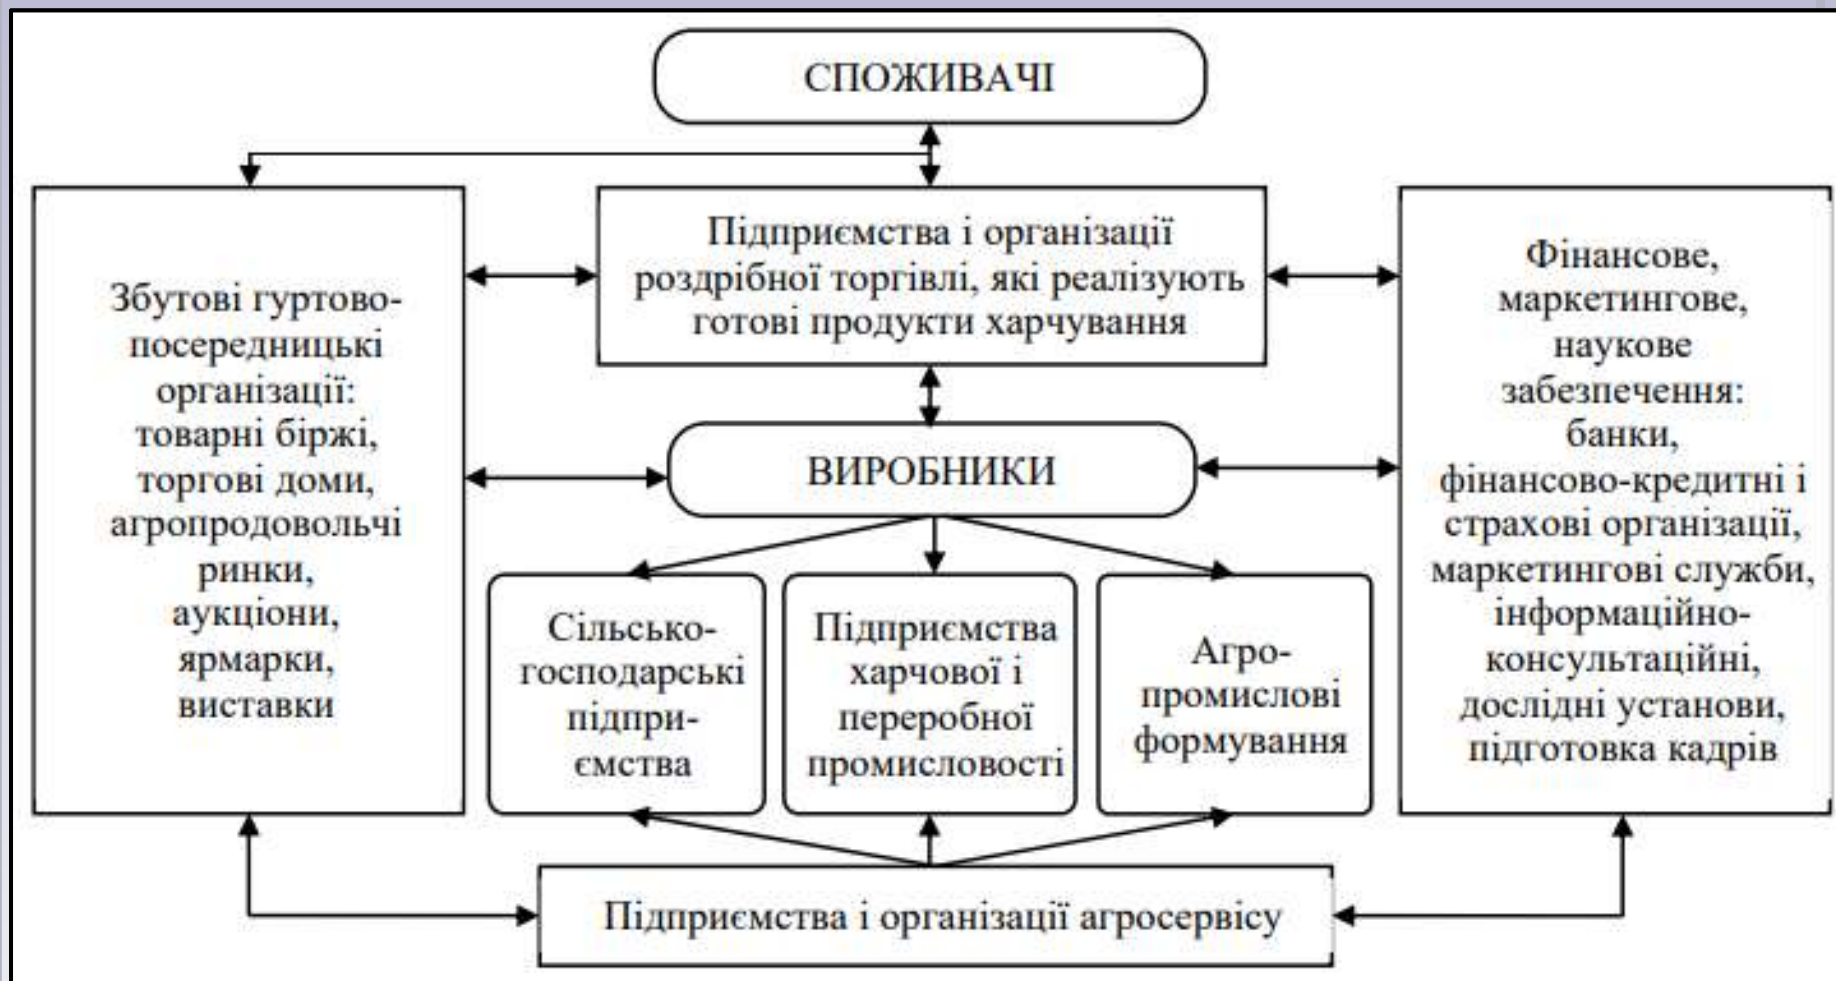 СПОЖИВАЧІ
Збутові гуртово-
посередницькі
організації:
товарні біржі,
торгові доми,
агропродовольчі
ринки,
аукціони,
ярмарки,
виставки
Підприємства і організації
роздрібної торгівлі, які реалізують
готові продукти харчування
Фінансове,
маркетингове,
наукове
забезпечення:
банки,
фінансово-кредитні і
страхові організації,
маркетингові служби,
інформаційно-
консультаційні,
дослідні установи,
підготовка кадрів
ВИРОБНИКИ
Сільсько-
господарські
підпри-
ємства
Підприємства
харчової і
переробної
промисловості
Агро-
промислові
формування
Підприємства і організації агросервісу